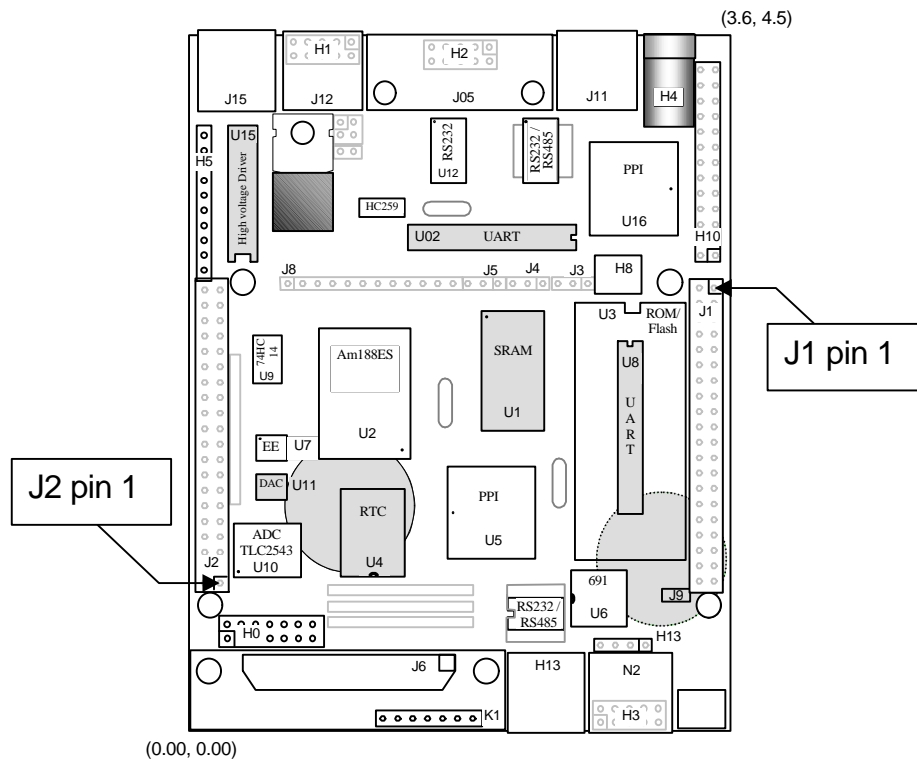 (3.6, 4.5)
H1
H2
J15
J12
J05
J11
H4
U15
High voltage Driver
H5
RS232
U12
RS232 /
RS485
PPI
U16
HC259
U02
UART
H10
J8
J5
J4
J3
H8
U3
ROM/
Flash
J1
J1 pin 1
74HC
14
U9
Am188ES
U2
SRAM
U1
U8
UART
EE
U7
J2 pin 1
DAC
U11
RTC
U4
PPI
U5
ADC
TLC2543
U10
J2
691
U6
J9
RS232 /
RS485
H0
H13
J6
H13
N2
K1
H3
(0.00, 0.00)